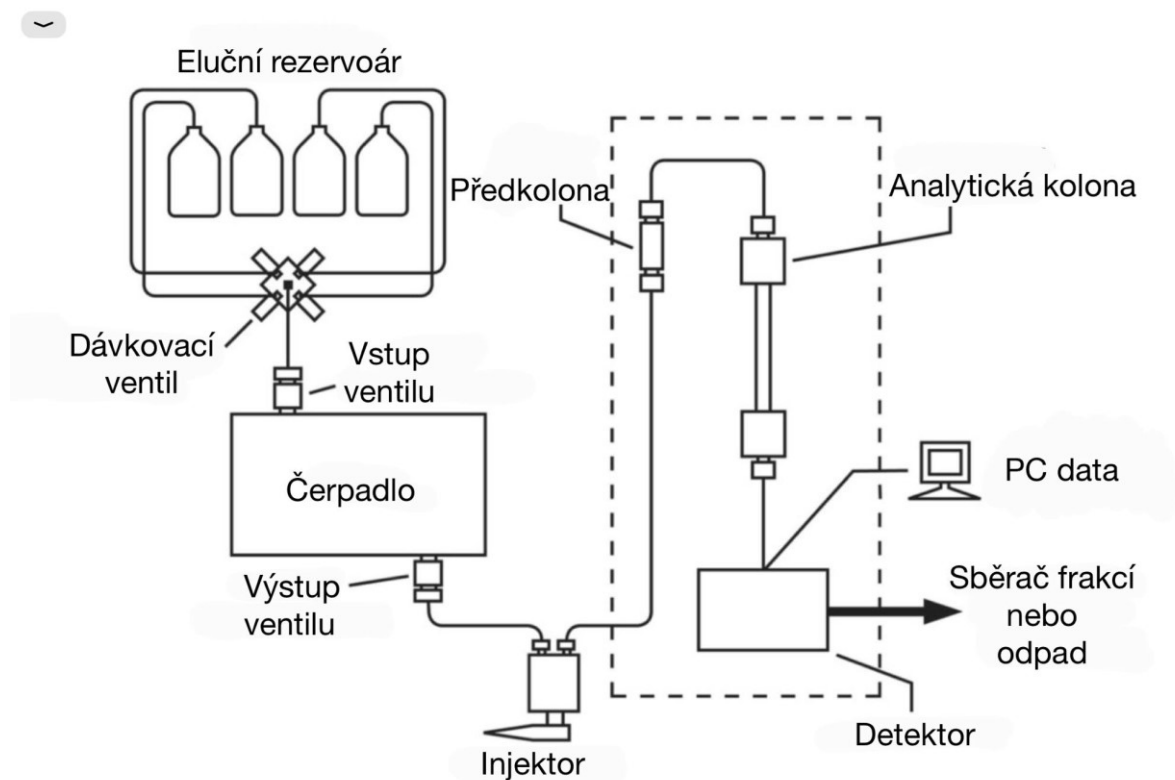 Eluční rezervoár
Předkolona
Analytická kolona
Dávkovací
ventil
Vstup
ventilu
Čerpadlo
PC data
Výstup
ventilu
Sběrač frakcí
nebo
odpad
Injektor
Detektor